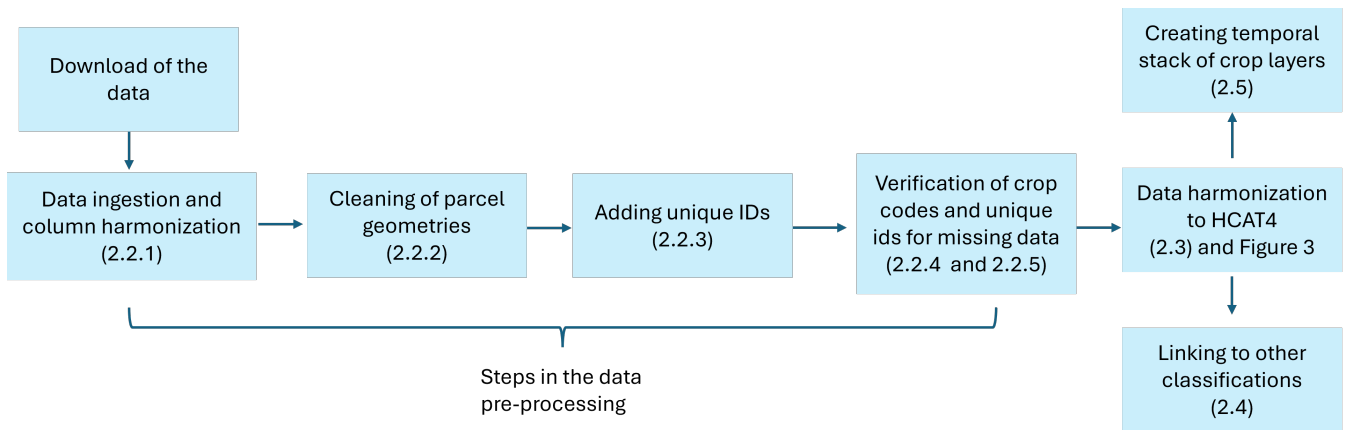 Download of the
data
Data ingestion and
column harmonization
(2.2.1)
Cleaning of parcel
geometries
(2.2.2)
Adding unique IDs
(2.2.3)
Verification of crop
codes and unique
ids for missing data
(2.2.4 and 2.2.5)
Creating temporal
stack of crop layers
(2.5)
Data harmonization
to HCAT4
(2.3) and Figure 3
Linking to other
classifications
(2.4)
Steps in the data
pre-processing